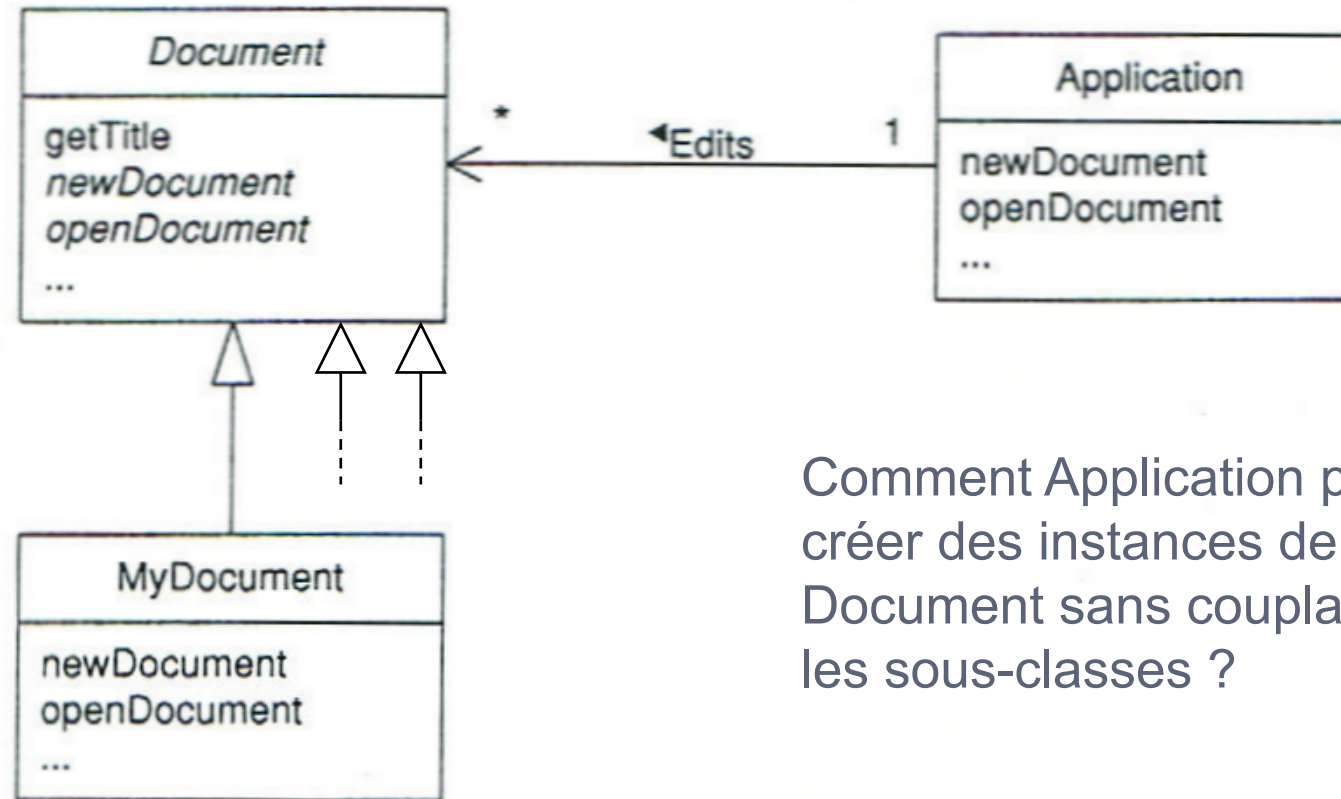 Document
getTitle
newDocument
openDocument
...
*
◄Edits
1
Application
newDocument
openDocument
...
MyDocument
newDocument
openDocument
...
Comment Application
créer des instances de
Document sans
les sous-classes ?